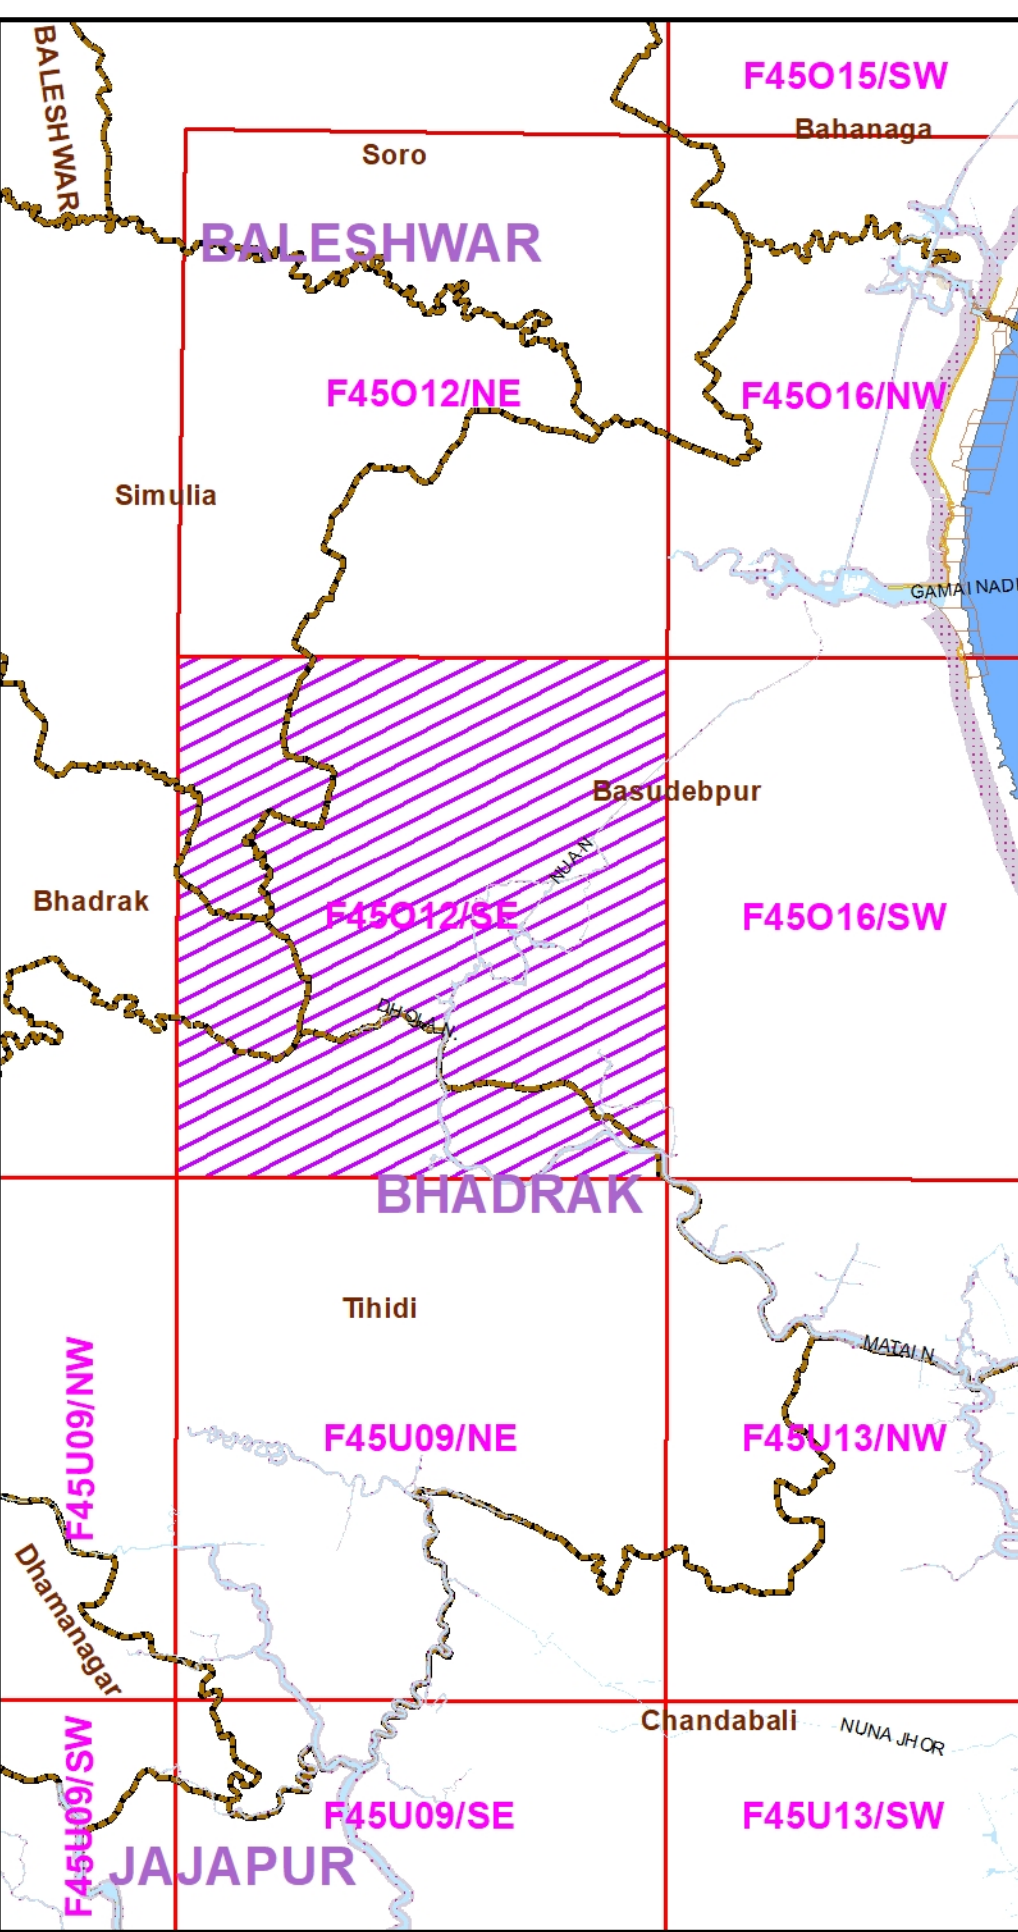 BALESHWAR
F45O15/SW
Bahanaga
Soro
BALESHWAR
F45O12/NE
F45O16/NW
Simulia
GAMAI NADI
Basudebpur
NUA N
Bhadrak
F45O12/SE
F45O16/SW
DHOLA N.
BHADRAK
Tihidi
MATAI N
F45U09/NW
F45U09/NE
F45U13/NW
Dhamanagar
Chandabali
NUNA JHOR
F45U09/SW
F45U09/SE
F45U13/SW
JAJAPUR